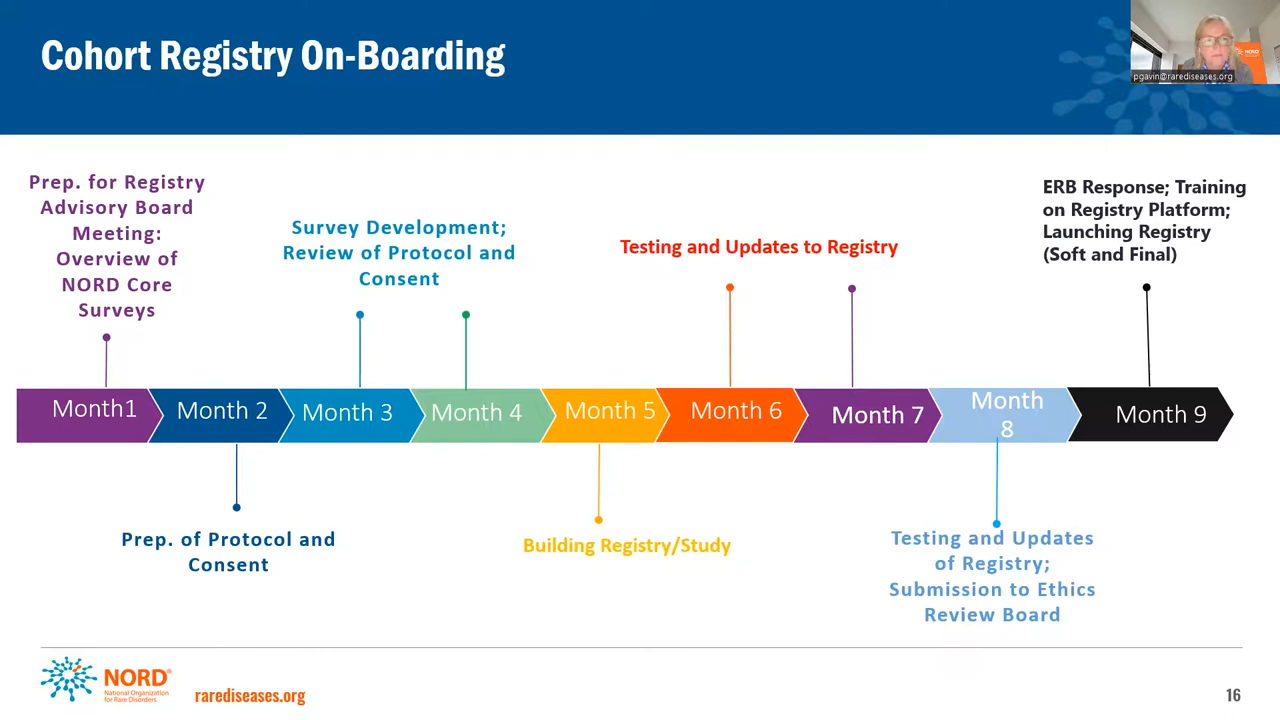 Cohort Registry On-Boarding
pgavin@rarediseases.org
Prep. for Registry
Advisory Board
Meeting:
Overview of
NORD Core
Surveys
Survey Development;
Review of Protocol and
Consent
Testing and Updates to Registry
ERB Response; Training
on Registry Platform;
Launching Registry
(Soft and Final)
Month1
Month 2
Month 3
Month 4
Month 5
Month 6
Month 7
Month
8
Month 9
Prep. of Protocol and
Consent
Building Registry/Study
Testing and Updates
of Registry;
Submission to Ethics
Review Board
NORD®
National Organization
for Rare Disorders
rarediseases.org
16